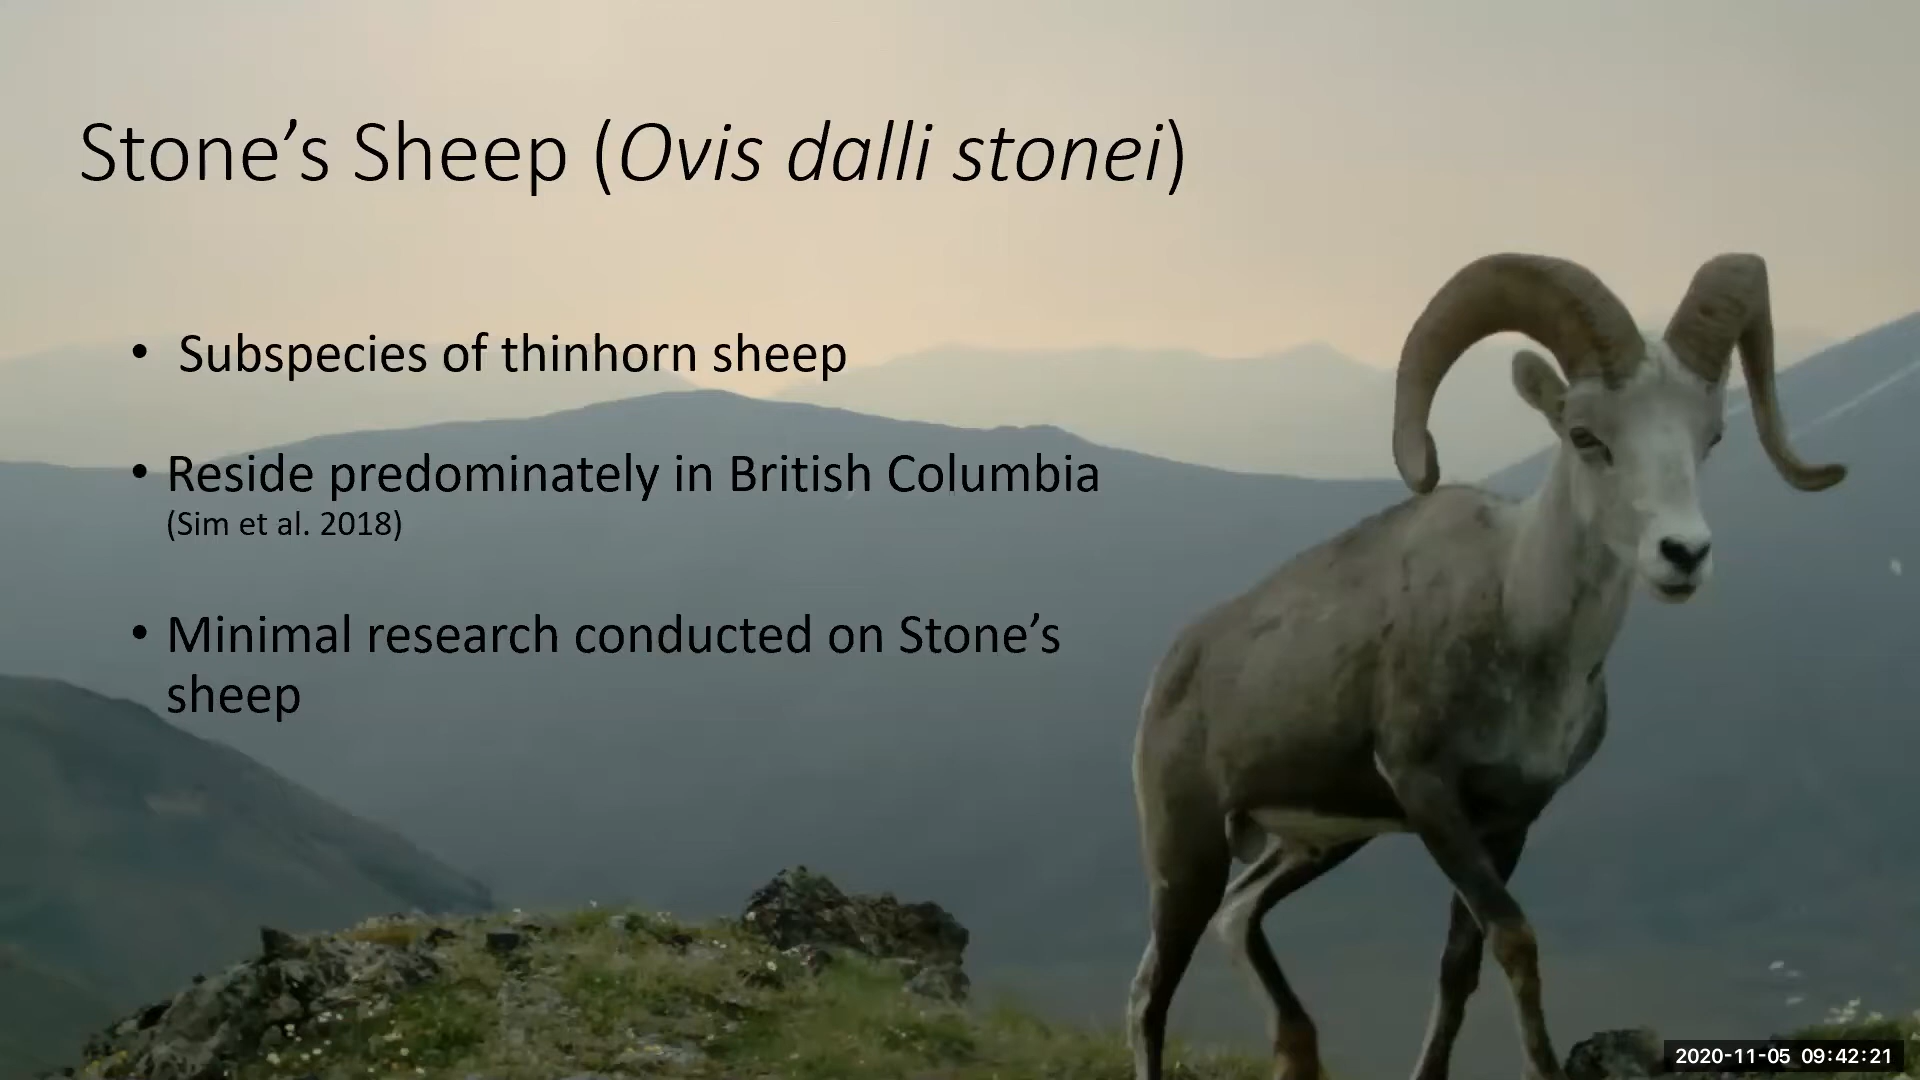 Stone’s Sheep (Ovis dalli stonei)
• Subspecies of thinhorn sheep
• Reside predominately in British Columbia
(Sim et al. 2018)
• Minimal research conducted on Stone’s
sheep
2020-11-05 09:42:21